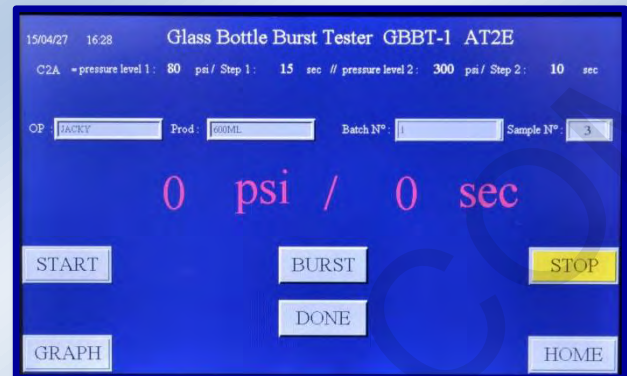 15/04/27 16:28 Glass Bottle Burst Tester GBBT-1 AT2E
C2A = pressure level 1 : 80 psi / Step 1 : 15 sec // pressure level 2 : 300 psi / Step 2 : 10 sec
OP : JACKY Prod : 600ML Batch Nº : 1 Sample Nº : 3
0 psi / 0 sec
START BURST STOP
DONE
GRAPH HOME